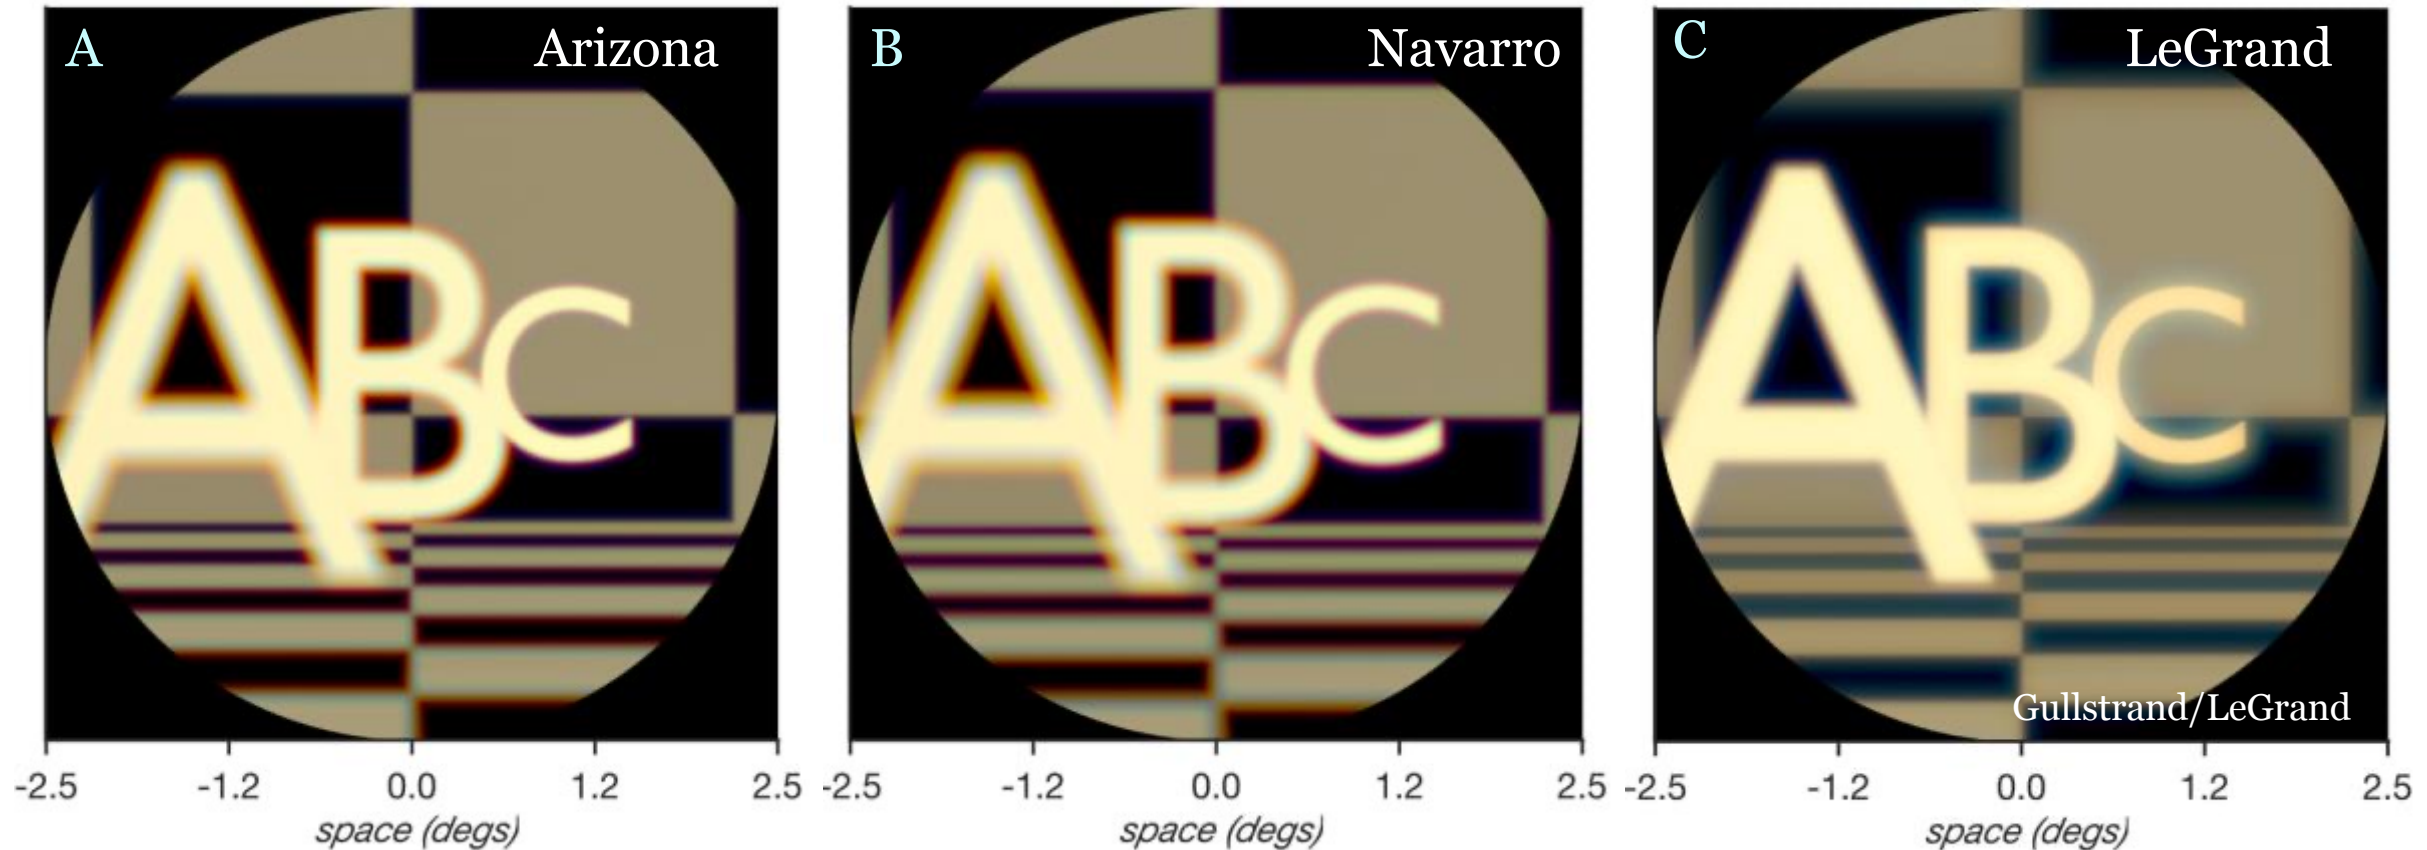 A Arizona
ABC
-2.5 -1.2 0.0 1.2 2.5
space (degs)
B Navarro
ABC
-2.5 -1.2 0.0 1.2 2.5
space (degs)
C LeGrand
ABC
Gullstrand/LeGrand
-2.5 -1.2 0.0 1.2 2.5
space (degs)